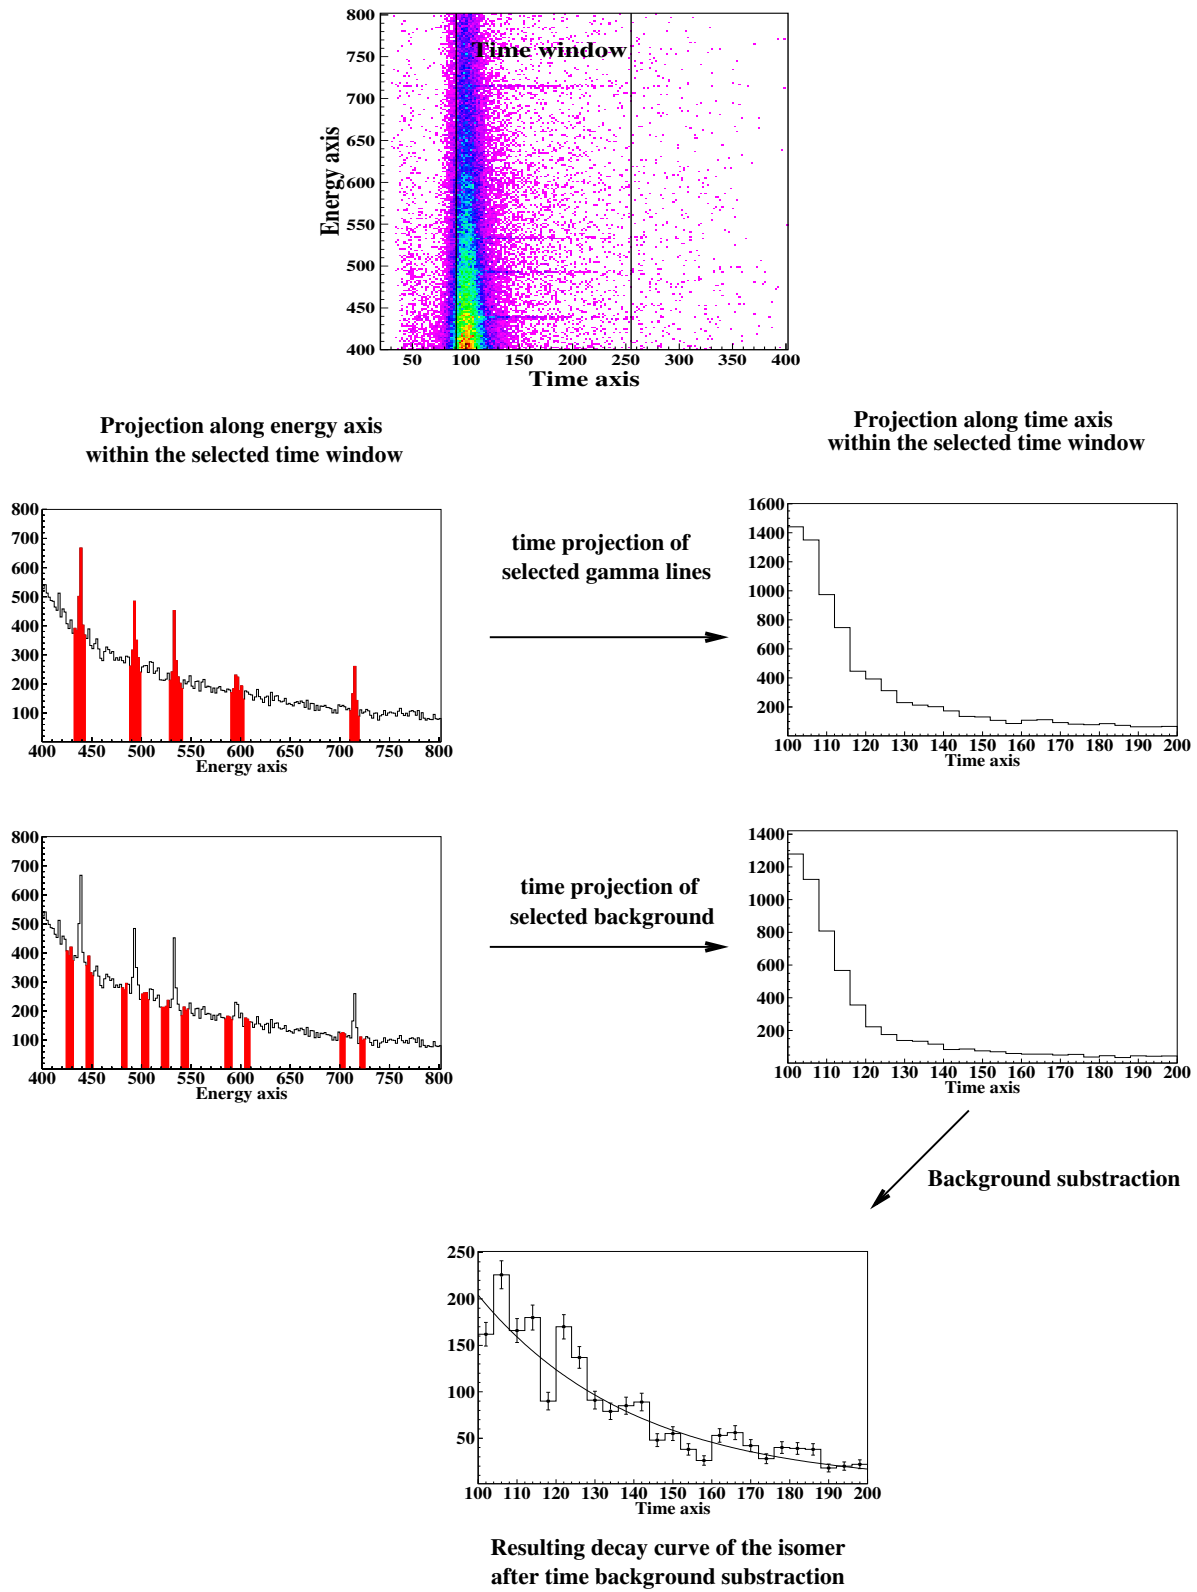 800
750
700
650
600
550
500
450
400
Energy axis
Time window
50 100 150 200 250 300 350 400
Time axis
Projection along energy axis
within the selected time window
Projection along time axis
within the selected time window
800
700
600
500
400
300
200
100
400 450 500 550 600 650 700 750 800
Energy axis
time projection of
selected gamma lines
1600
1400
1200
1000
800
600
400
200
100 110 120 130 140 150 160 170 180 190 200
Time axis
800
700
600
500
400
300
200
100
400 450 500 550 600 650 700 750 800
Energy axis
time projection of
selected background
1400
1200
1000
800
600
400
200
100 110 120 130 140 150 160 170 180 190 200
Time axis
Background substraction
250
200
150
100
50
100 110 120 130 140 150 160 170 180 190 200
Time axis
Resulting decay curve of the isomer
after time background substraction